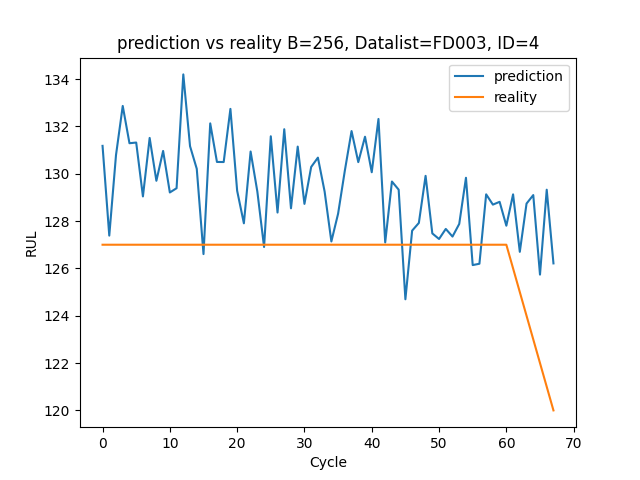 prediction vs reality B=256, Datalist=FD003, ID=4
prediction
reality
RUL
134
132
130
128
126
124
122
120
0 10 20 30 40 50 60 70
Cycle